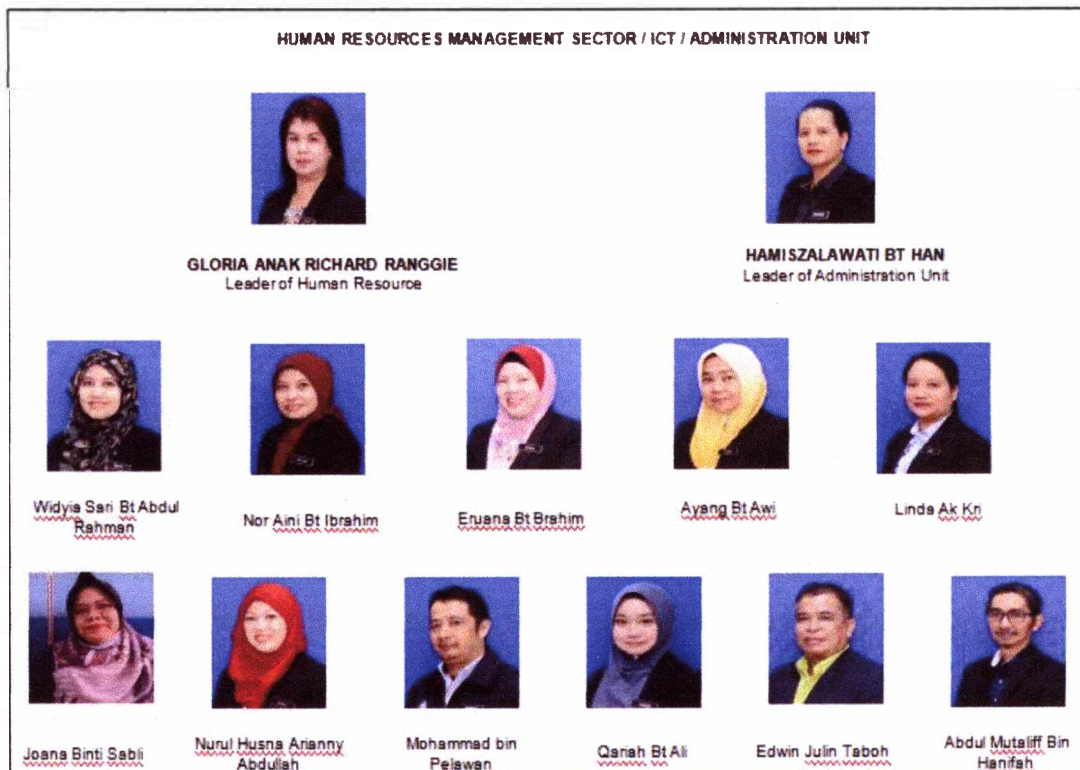 HUMAN RESOURCES MANAGEMENT SECTOR / ICT / ADMINISTRATION UNIT
GLORIA ANAK RICHARD RANGGIE
Leader of Human Resource
HAMISZALAWATI BT HAN
Leader of Administration Unit
Widyia Sari Bt Abdul
Rahman
Nor Aini Bt Ibrahim
Eruana Bt Brahim
Ayang Bt Awi
Linda Ak Kri
Joana Binti Sabli
Nurul Husna Arianny
Abdullah
Mohammad bin
Pelawan
Qariah Bt Ali
Edwin Julin Taboh
Abdul Mutaliff Bin
Hanifah